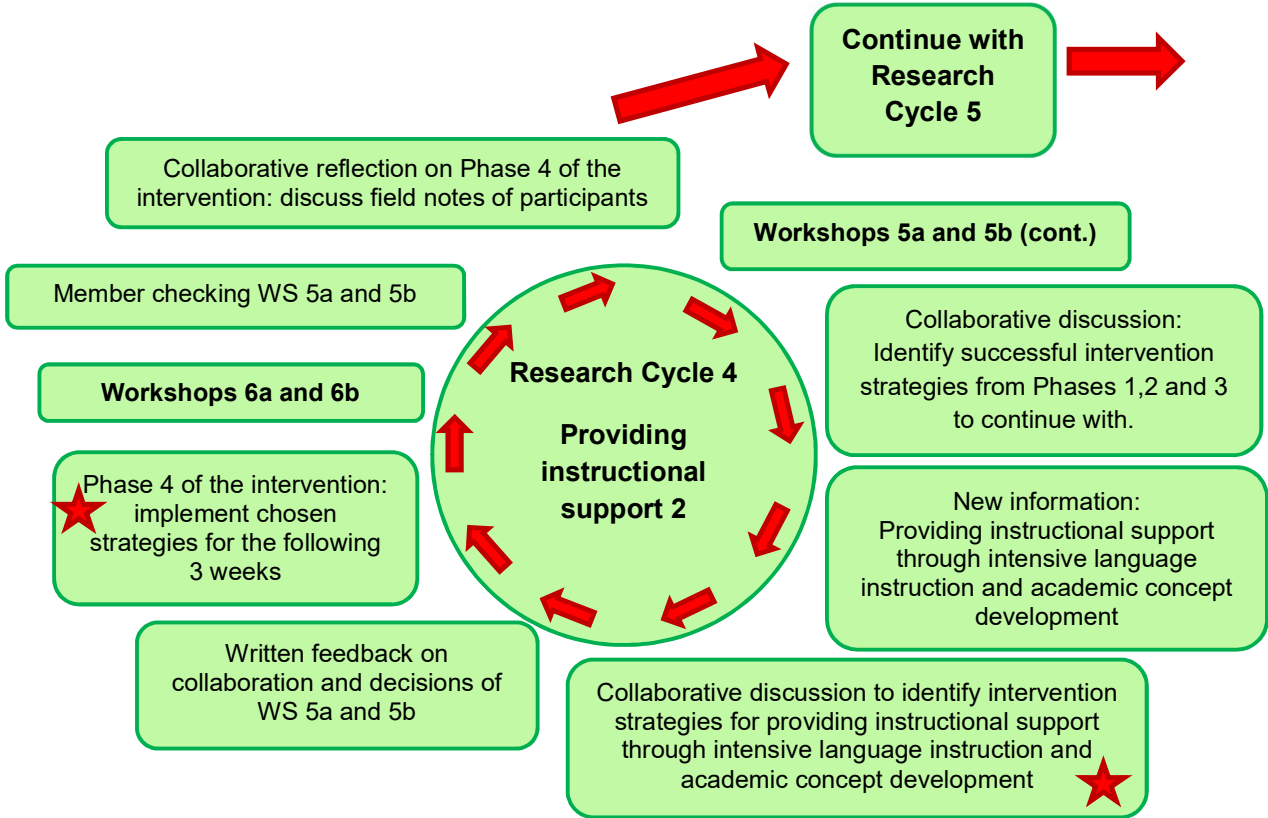 Continue with
Research
Cycle 5
Collaborative reflection on Phase 4 of the
intervention: discuss field notes of participants
Workshops 5a and 5b (cont.)
Member checking WS 5a and 5b
Collaborative discussion:
Identify successful intervention
strategies from Phases 1,2 and 3
to continue with.
Research Cycle 4
Providing
instructional
support 2
Workshops 6a and 6b
Phase 4 of the intervention:
implement chosen
strategies for the following
3 weeks
New information:
Providing instructional support
through intensive language
instruction and academic concept
development
Written feedback on
collaboration and decisions of
WS 5a and 5b
Collaborative discussion to identify intervention
strategies for providing instructional support
through intensive language instruction and
academic concept development